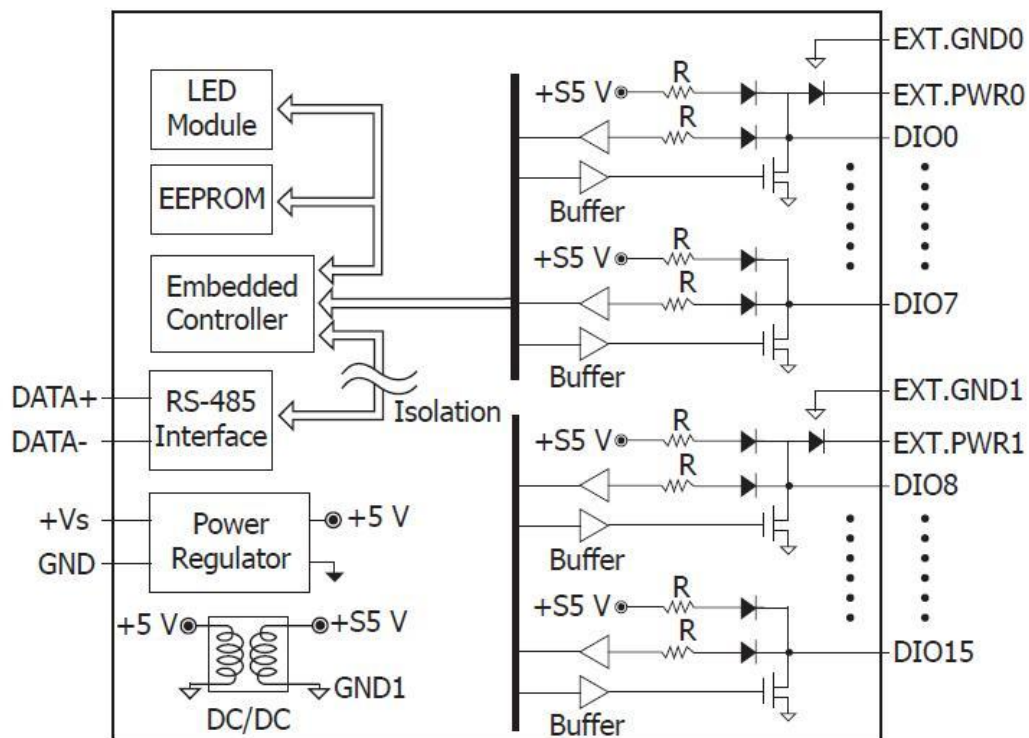 LED
Module
EEPROM
Embedded
Controller
DATA+
DATA-
RS-485
Interface
Isolation
+Vs
GND
Power
Regulator
+5 V
+5 V
+S5 V
GND1
DC/DC
EXT.GND0
+S5 V
R
EXT.PWR0
R
DIO0
Buffer
+S5 V
R
R
DIO7
Buffer
EXT.GND1
+S5 V
R
EXT.PWR1
R
DIO8
Buffer
+S5 V
R
R
DIO15
Buffer